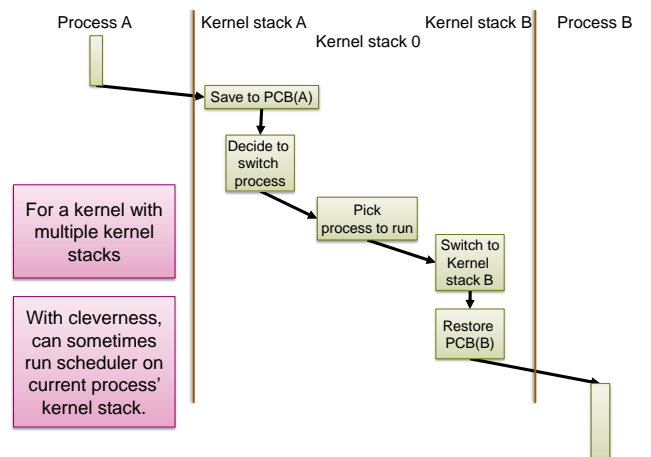 Process A
Kernel stack A
Kernel stack B
Process B
Kernel stack 0
Save to PCB(A)
Decide to
switch
process
Pick
process to run
Switch to
Kernel
stack B
Restore
PCB(B)
For a kernel with
multiple kernel
stacks
With cleverness,
can sometimes
run scheduler on
current process’
kernel stack.